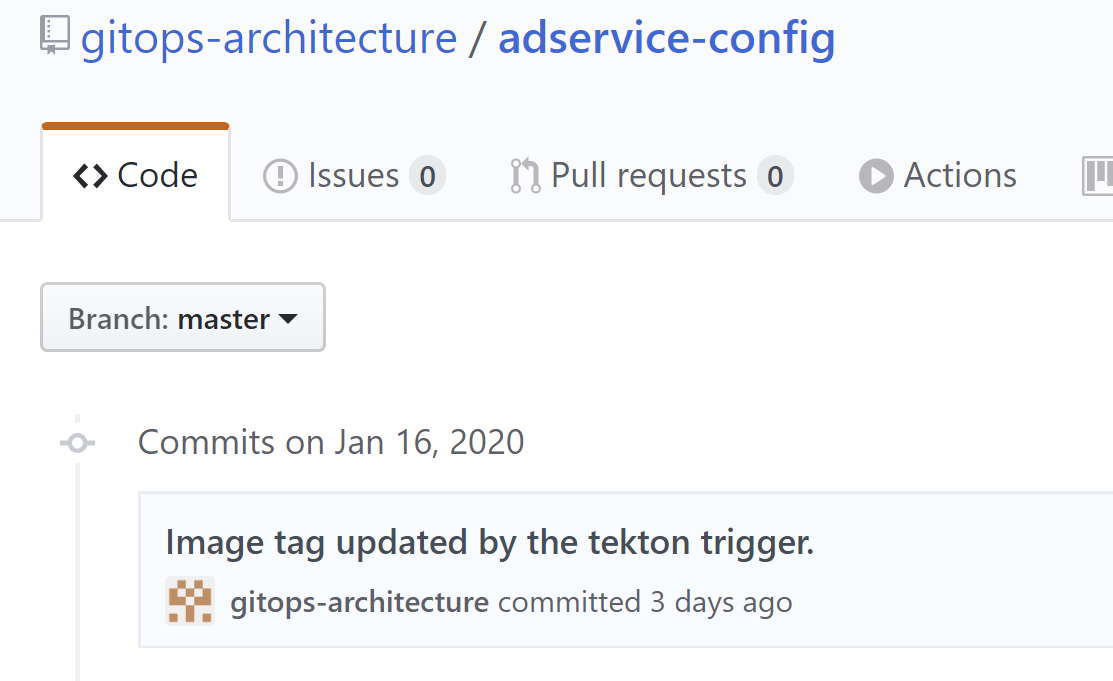 gitops-architecture / adservice-config
Code Issues 0 Pull requests 0 Actions
Branch: master
Commits on Jan 16, 2020
Image tag updated by the tekton trigger.
gitops-architecture committed 3 days ago